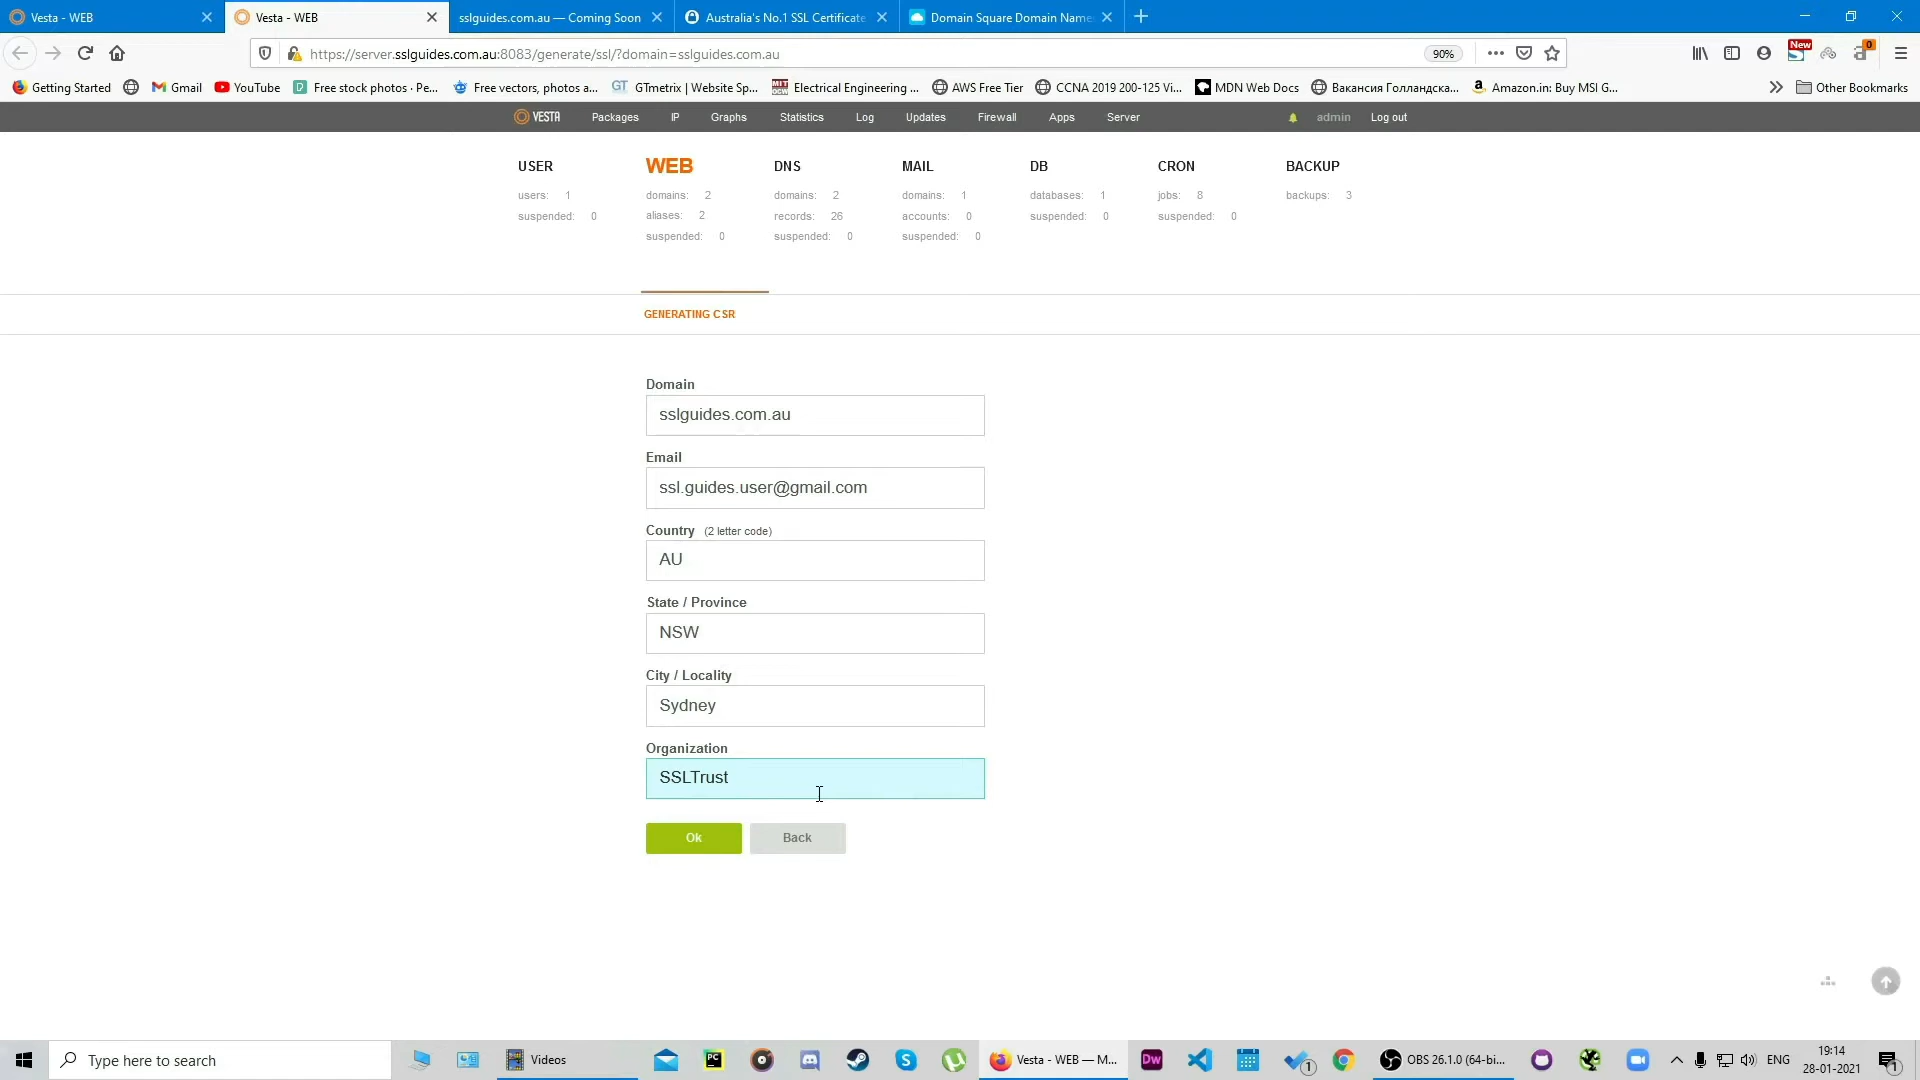 Vesta - WEB
Vesta - WEB
sslguides.com.au — Coming Soon
Australia's No.1 SSL Certificate
Domain Square Domain Name
https://server.sslguides.com.au:8083/generate/ssl/?domain=sslguides.com.au
90%
New
0
Getting Started
Gmail
YouTube
Free stock photos · Pe...
Free vectors, photos a...
GT
GTmetrix | Website Sp...
MIT
Electrical Engineering ...
AWS Free Tier
CCNA 2019 200-125 Vi...
MDN Web Docs
Вакансия Голландска...
Amazon.in: Buy MSI G...
Other Bookmarks
VESTA
Packages
IP
Graphs
Statistics
Log
Updates
Firewall
Apps
Server
admin
Log out
USER
users: 1
suspended: 0
WEB
domains: 2
aliases: 2
suspended: 0
DNS
domains: 2
records: 26
suspended: 0
MAIL
domains: 1
accounts: 0
suspended: 0
DB
databases: 1
suspended: 0
CRON
jobs: 8
suspended: 0
BACKUP
backups: 3
GENERATING CSR
Domain
sslguides.com.au
Email
ssl.guides.user@gmail.com
Country (2 letter code)
AU
State / Province
NSW
City / Locality
Sydney
Organization
SSLTrust
Ok
Back
Type here to search
Videos
PC
Vesta - WEB — M...
Dw
1
OBS 26.1.0 (64-bi...
ENG
19:14
28-01-2021
1